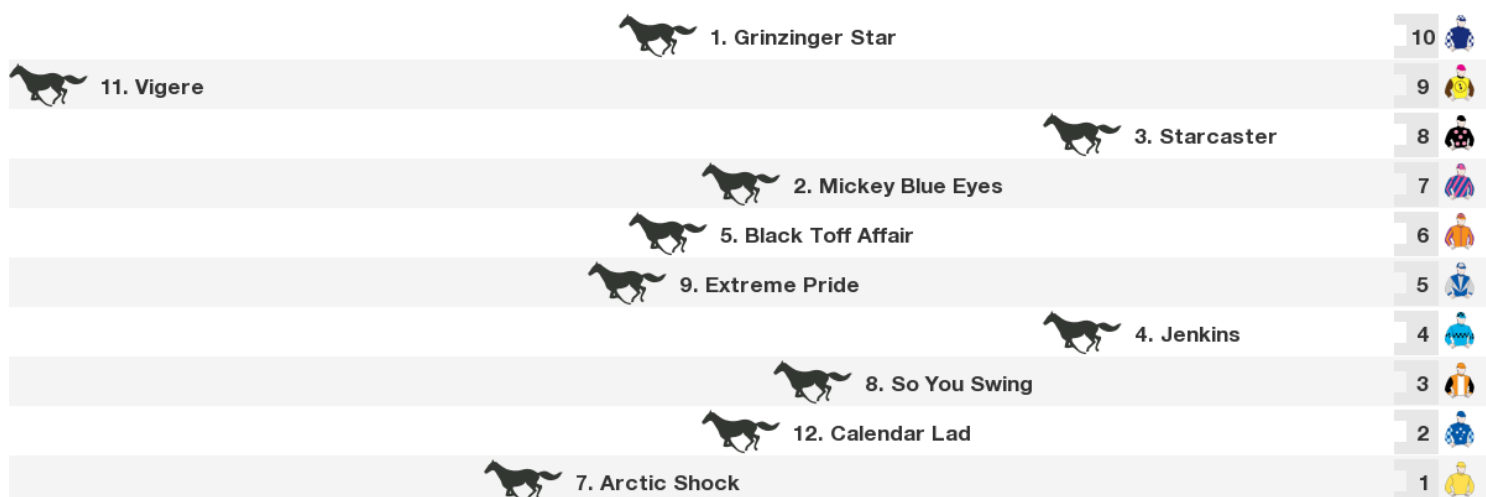 1. Grinzinger Star 10
11. Vigere 9
3. Starcaster 8
2. Mickey Blue Eyes 7
5. Black Toff Affair 6
9. Extreme Pride 5
4. Jenkins 4
8. So You Swing 3
12. Calendar Lad 2
7. Arctic Shock 1